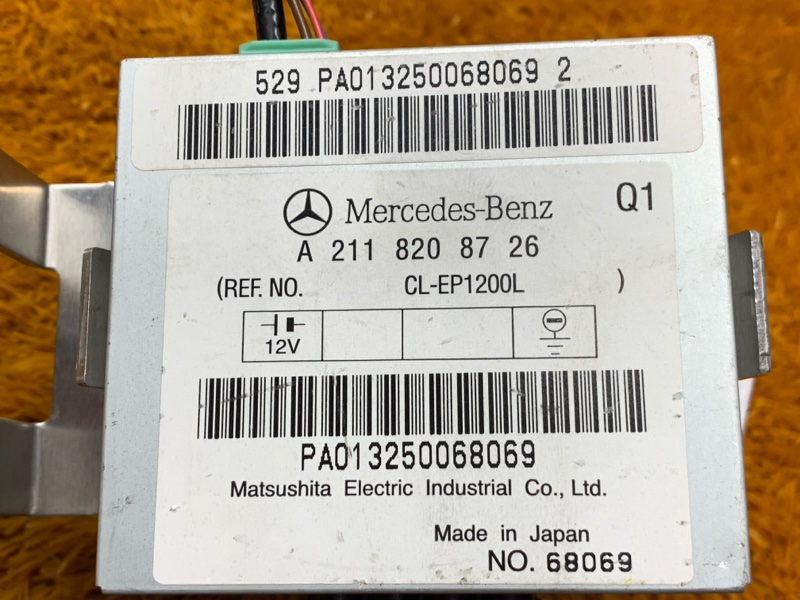 529 PA013250068069 2
Mercedes-Benz Q1
A 211 820 87 26
(REF. NO. CL-EP1200L )
12V
PA013250068069
Matsushita Electric Industrial Co., Ltd.
Made in Japan
NO. 68069